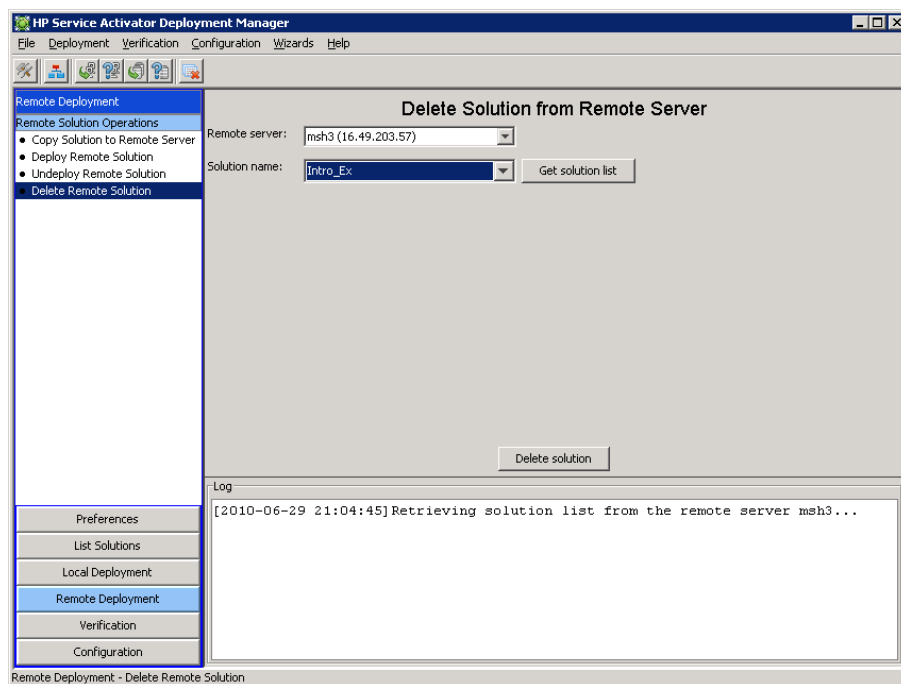 HP Service Activator Deployment Manager
File Deployment Verification Configuration Wizards Help
Remote Deployment
Remote Solution Operations
• Copy Solution to Remote Server
• Deploy Remote Solution
• Undeploy Remote Solution
• Delete Remote Solution
Preferences
List Solutions
Local Deployment
Remote Deployment
Verification
Configuration
Delete Solution from Remote Server
Remote server: msh3 (16.49.203.57)
Solution name: Intro_Ex Get solution list
Delete solution
Log
[2010-06-29 21:04:45] Retrieving solution list from the remote server msh3...
Remote Deployment - Delete Remote Solution